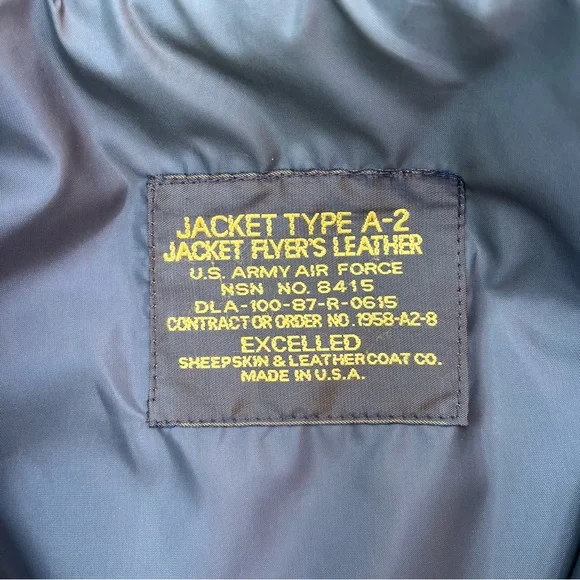 JACKET TYPE A-2
JACKET FLYER'S LEATHER
U.S. ARMY AIR FORCE
NSN NO. 8415
DLA-100-87-R-0615
CONTRACT OR ORDER NO. 1958-A2-8
EXCELLED
SHEEPSKIN & LEATHER COAT CO.
MADE IN U.S.A.